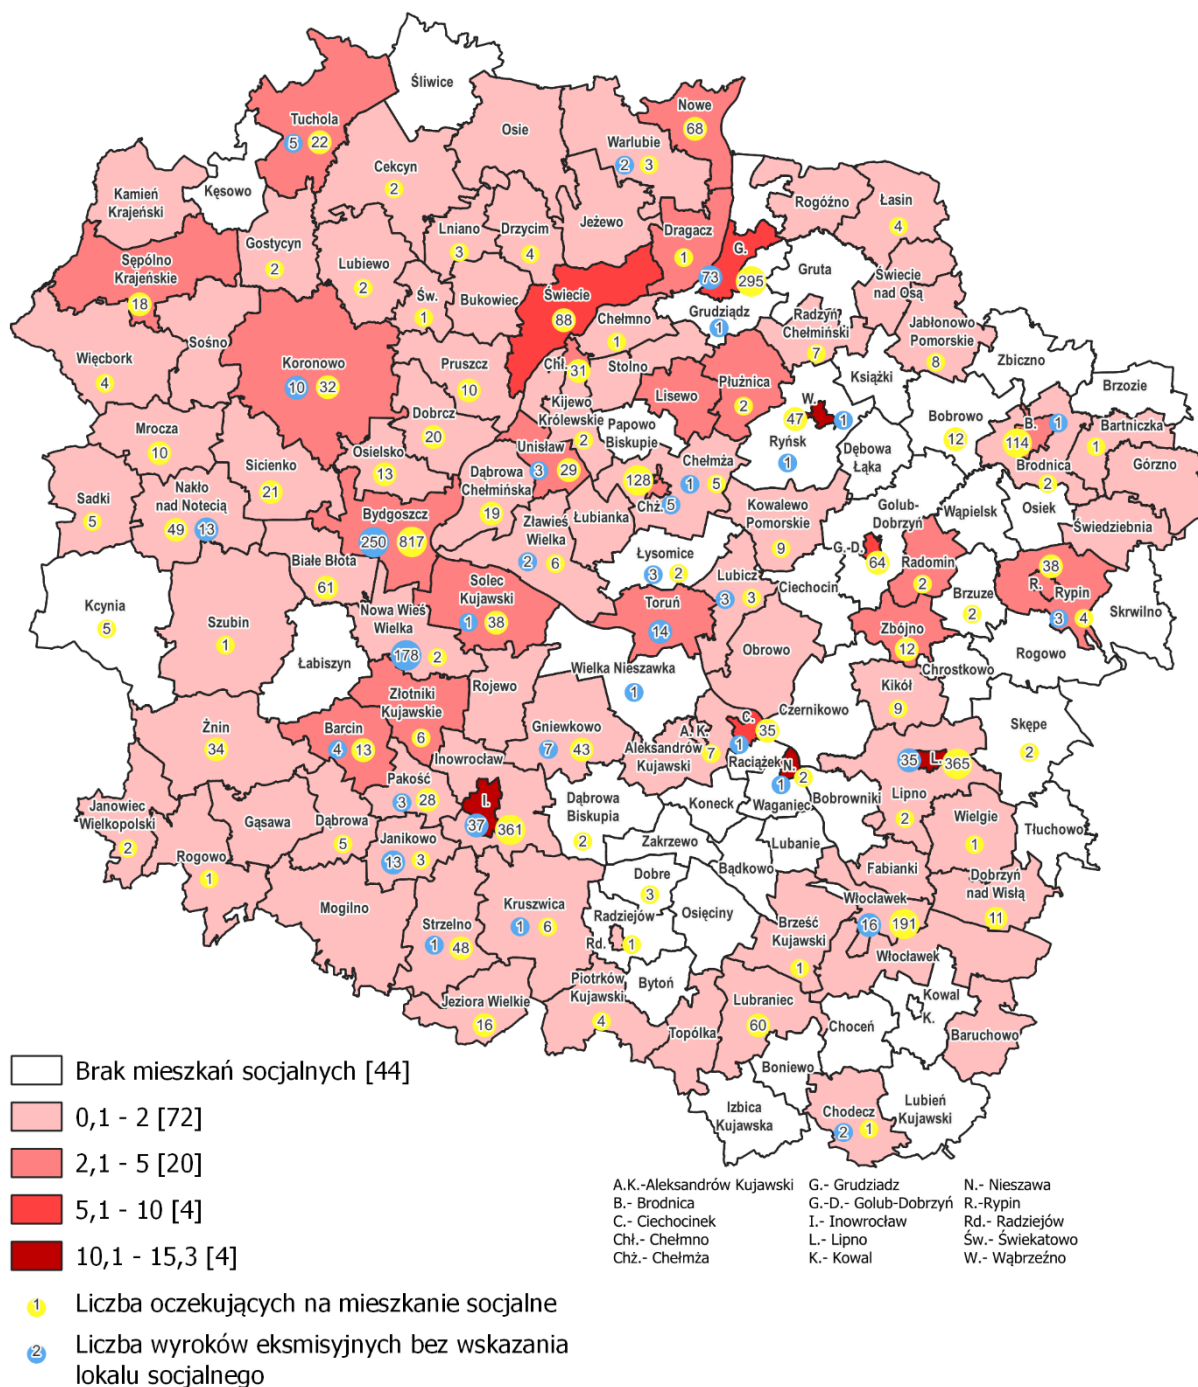 Śliwice
Tuchola
5 22
Osie
Nowe
68
Warlubie
2 3
Cekcyn
2
Kęsowo
Kamień
Krajeński
Rogóźno
Łasin
4
Gostycyn
2
Lniano
3
Drzycim
4
Jeżewo
Dragacz
1
G.
73 295
Gruta
Sępólno
Krajeńskie
18
Lubiewo
2
Św.
1
Bukowiec
Świecie
88
Świecie
nad Osą
Chełmno
1
Grudziądz
1
Radzyń
Chełmiński
7
Jabłonowo
Pomorskie
8
Zbiczno
Sośno
Więcbork
4
Koronowo
10 32
Pruszcz
10
Chł.
31
Stolno
Książki
Brzozie
Lisewo
Płużnica
2
W.
47 1
Ryńsk
1
Bobrowo
12
B.
114 1
Bartniczka
1
Dobrcz
20
Kijewo
Królewskie
2
Papowo
Biskupie
Mrocza
10
Osielsko
13
Unisław
3 29
Dębowa
Łąka
Brodnica
2
Górzno
Sicienko
21
Dąbrowa
Chełmińska
19
Chełmża
1 5
128
Chż.
5
Sadki
5
Nakło
nad Notecią
49 13
Bydgoszcz
250 817
Zławieś
Wielka
2 6
Łubianka
Kowalewo
Pomorskie
9
Golub-
Dobrzyń
Wąpielsk
Osiek
Świedziebnia
G.-D.
64
Radomin
2
38
R.
Rypin
3 4
Białe Błota
61
Łysomice
3 2
Lubicz
3 3
Ciechocin
Brzuze
2
Skrwilno
Kcynia
5
Szubin
1
Nowa Wieś
Wielka
178 2
Solec
Kujawski
1 38
Toruń
14
Zbójno
12
Rogowo
Łabiszyn
Obrowo
Chrostkowo
Wielka Nieszawka
1
Kikół
9
Złotniki
Kujawskie
6
Rojewo
Żnin
34
Barcin
4 13
Gniewkowo
7 43
A. K.
7
Aleksandrów
Kujawski
C.
35
1
Czernikowo
Skępe
2
Inowrocław
Raciążek
N.
2
1
Waganiec
Bobrowniki
35
L.
365
Lipno
2
Pakość
3 28
I.
37 361
Dąbrowa
Biskupia
2
Koneck
Janowiec
Wielkopolski
2
Gąsawa
Dąbrowa
5
Janikowo
13 3
Zakrzewo
Lubanie
Wielgie
1
Tłuchowo
Rogowo
1
Bądkowo
Fabianki
Dobrzyń
nad Wisłą
11
Dobre
3
Mogilno
Strzelno
1 48
Kruszwica
1 6
Radziejów
Rd.
1
Osięciny
Brześć
Kujawski
1
Włocławek
16 191
Włocławek
Piotrków
Kujawski
4
Bytoń
Jeziora Wielkie
16
Lubraniec
60
Kowal
K.
Topólka
Choceń
Baruchowo
Boniewo
Izbica
Kujawska
Chodecz
2 1
Lubień
Kujawski
Brak mieszkań socjalnych [44]
0,1 - 2 [72]
2,1 - 5 [20]
5,1 - 10 [4]
10,1 - 15,3 [4]
1 Liczba oczekujących na mieszkanie socjalne
2 Liczba wyroków eksmisyjnych bez wskazania
lokalu socjalnego
A.K.-Aleksandrów Kujawski
B.- Brodnica
C.- Ciechocinek
Chł.- Chełmno
Chż.- Chełmża
G.- Grudziadz
G.-D.- Golub-Dobrzyń
I.- Inowrocław
L.- Lipno
K.- Kowal
N.- Nieszawa
R.-Rypin
Rd.- Radziejów
Św.- Świekatowo
W.- Wąbrzeźno